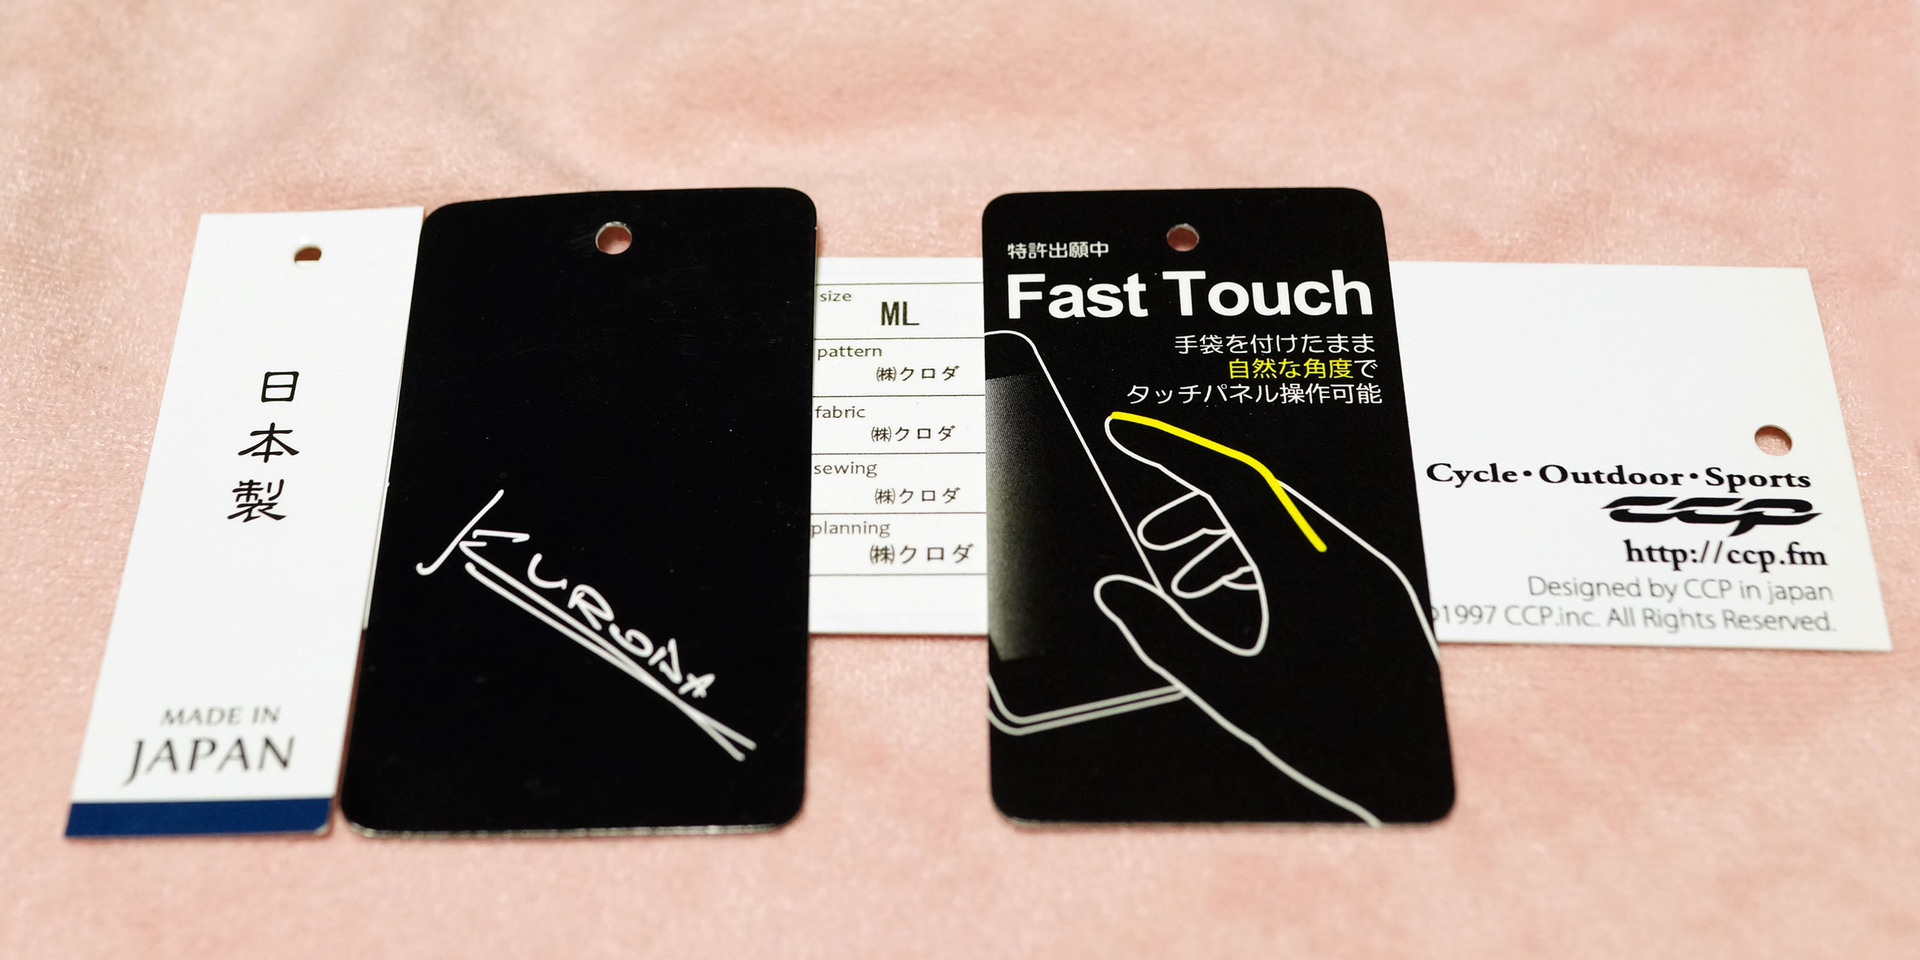 日本製
MADE IN
JAPAN
KURODA
size
ML
pattern
㈱クロダ
fabric
㈱クロダ
sewing
㈱クロダ
planning
㈱クロダ
特許出願中
Fast Touch
手袋を付けたまま
自然な角度で
タッチパネル操作可能
Cycle・Outdoor・Sports
CCP
http://ccp.fm
Designed by CCP in japan
©1997 CCP.inc. All Rights Reserved.